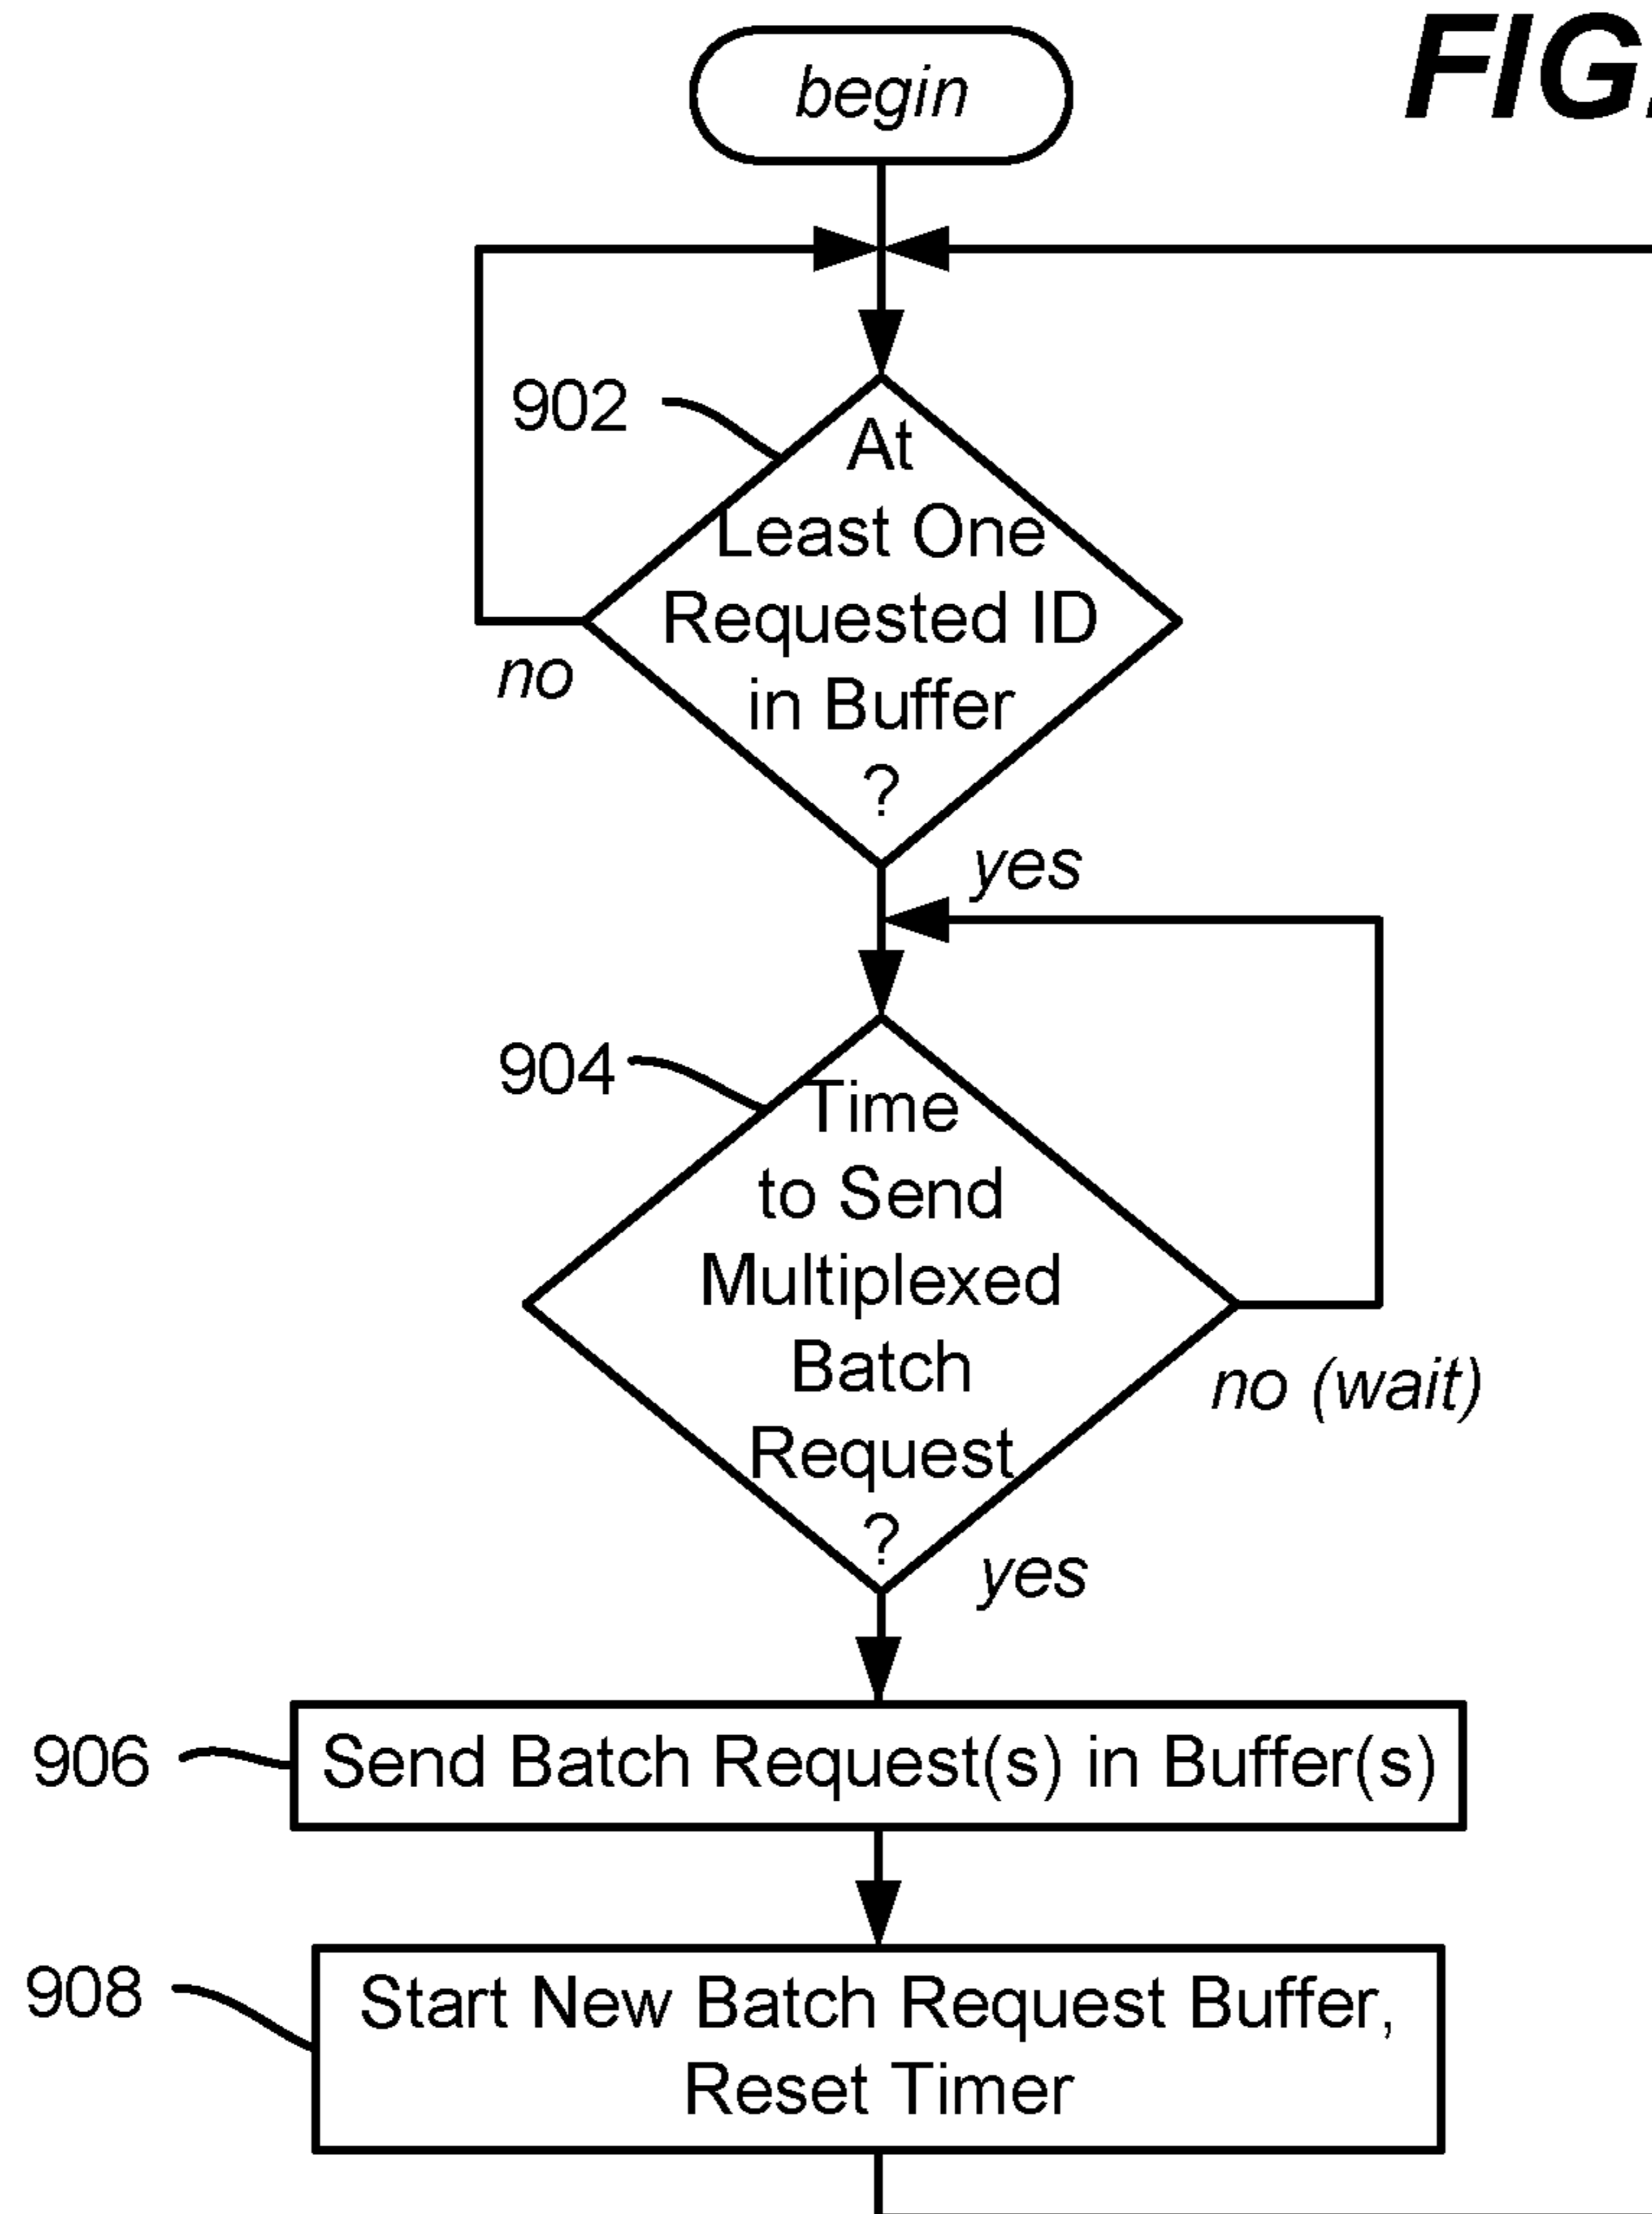 begin
FIG.
902
At
Least One
Requested ID
in Buffer
?
no
yes
904
Time
to Send
Multiplexed
Batch
Request
?
no (wait)
yes
906
Send Batch Request(s) in Buffer(s)
908
Start New Batch Request Buffer,
Reset Timer